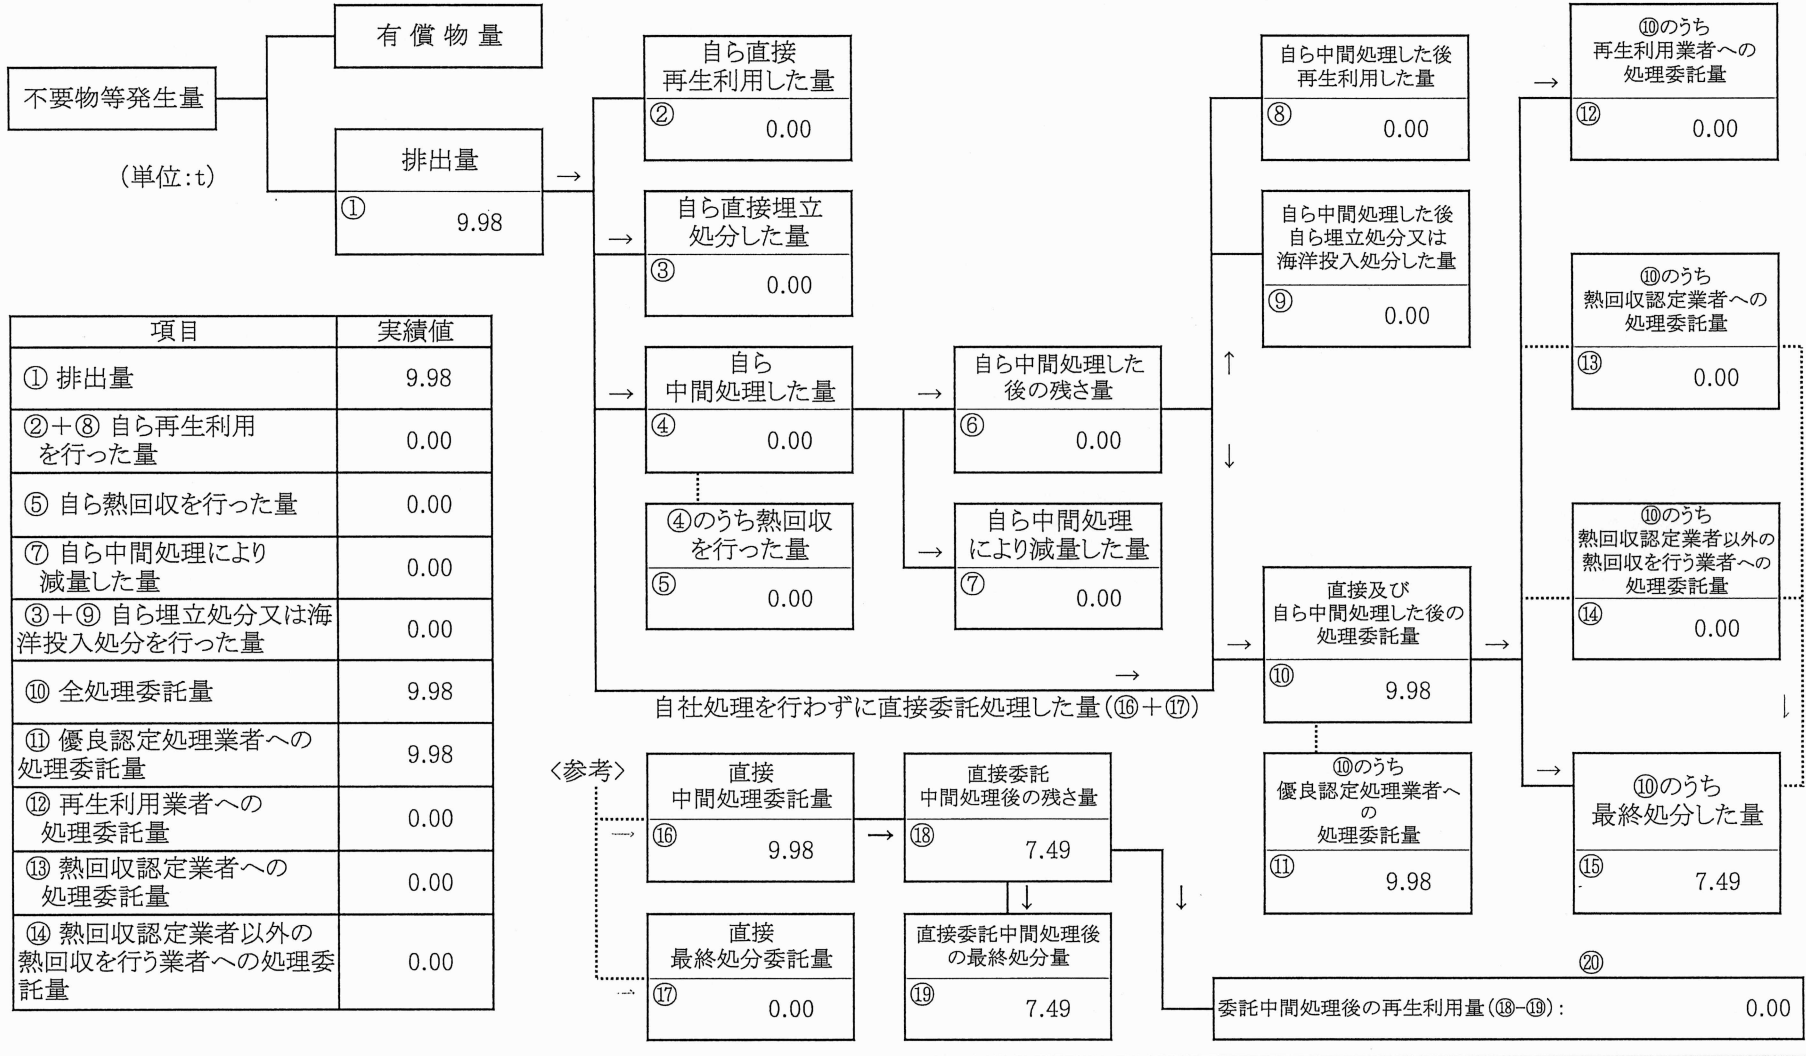 不要物等発生量
(単位:t)
有償物量
排出量
① 9.98
→
自ら直接
再生利用した量
② 0.00
→
自ら直接埋立
処分した量
③ 0.00
→
自ら
中間処理した量
④ 0.00
④のうち熱回収
を行った量
⑤ 0.00
→
自ら中間処理した
後の残さ量
⑥ 0.00
→
自ら中間処理
により減量した量
⑦ 0.00
↑
↓
自ら中間処理した後
再生利用した量
⑧ 0.00
自ら中間処理した後
自ら埋立処分又は
海洋投入処分した量
⑨ 0.00
→
自社処理を行わずに直接委託処理した量(⑯+⑰)
→
直接及び
自ら中間処理した後の
処理委託量
⑩ 9.98
⑩のうち
優良認定処理業者へ
の
処理委託量
⑪ 9.98
→
→
⑩のうち
再生利用業者への
処理委託量
⑫ 0.00
⑩のうち
熱回収認定業者への
処理委託量
⑬ 0.00
⑩のうち
熱回収認定業者以外の
熱回収を行う業者への
処理委託量
⑭ 0.00
↓
→
⑩のうち
最終処分した量
⑮ 7.49
項目 実績値
① 排出量 9.98
②+⑧ 自ら再生利用
を行った量 0.00
⑤ 自ら熱回収を行った量 0.00
⑦ 自ら中間処理により
減量した量 0.00
③+⑨ 自ら埋立処分又は海
洋投入処分を行った量 0.00
⑩ 全処理委託量 9.98
⑪ 優良認定処理業者への
処理委託量 9.98
⑫ 再生利用業者への
処理委託量 0.00
⑬ 熱回収認定業者への
処理委託量 0.00
⑭ 熱回収認定業者以外の
熱回収を行う業者への処理委
託量 0.00
〈参考〉
→
直接
中間処理委託量
⑯ 9.98
→
直接
最終処分委託量
⑰ 0.00
→
直接委託
中間処理後の残さ量
⑱ 7.49
↓
直接委託中間処理後
の最終処分量
⑲ 7.49
↓
⑳
委託中間処理後の再生利用量(⑱-⑲): 0.00